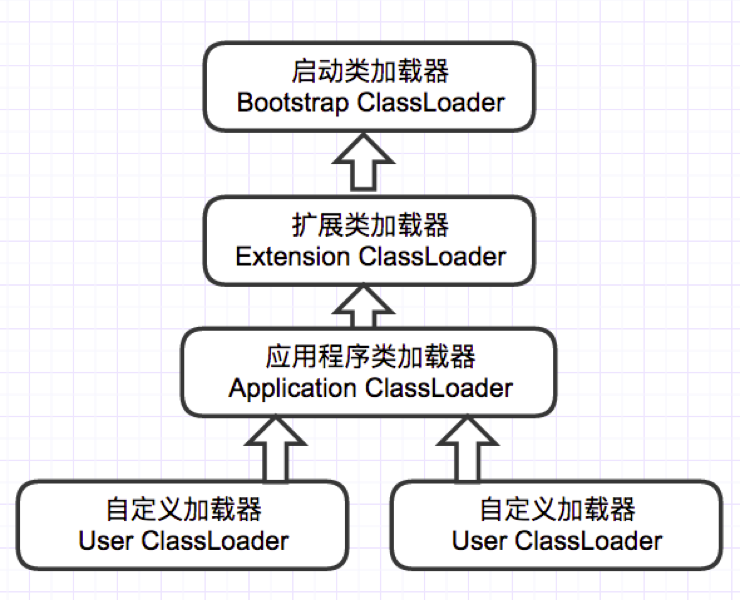 启动类加载器
Bootstrap ClassLoader
扩展类加载器
Extension ClassLoader
应用程序类加载器
Application ClassLoader
自定义加载器
User ClassLoader
自定义加载器
User ClassLoader